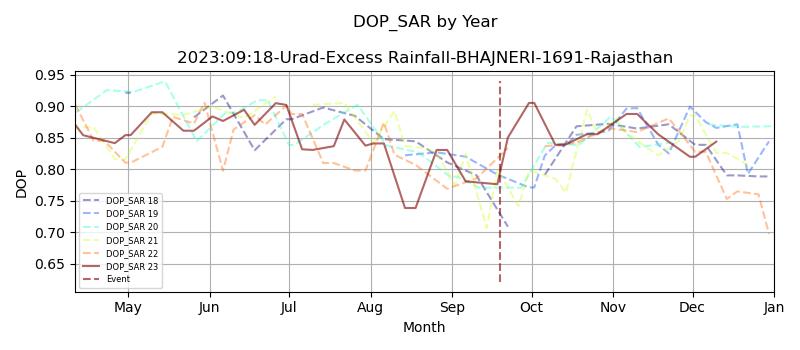 DOP_SAR by Year
2023:09:18-Urad-Excess Rainfall-BHAJNERI-1691-Rajasthan
0.95
0.90
0.85
0.80
0.75
0.70
0.65
DOP
DOP_SAR 18
DOP_SAR 19
DOP_SAR 20
DOP_SAR 21
DOP_SAR 22
DOP_SAR 23
Event
May Jun Jul Aug Sep Oct Nov Dec Jan
Month